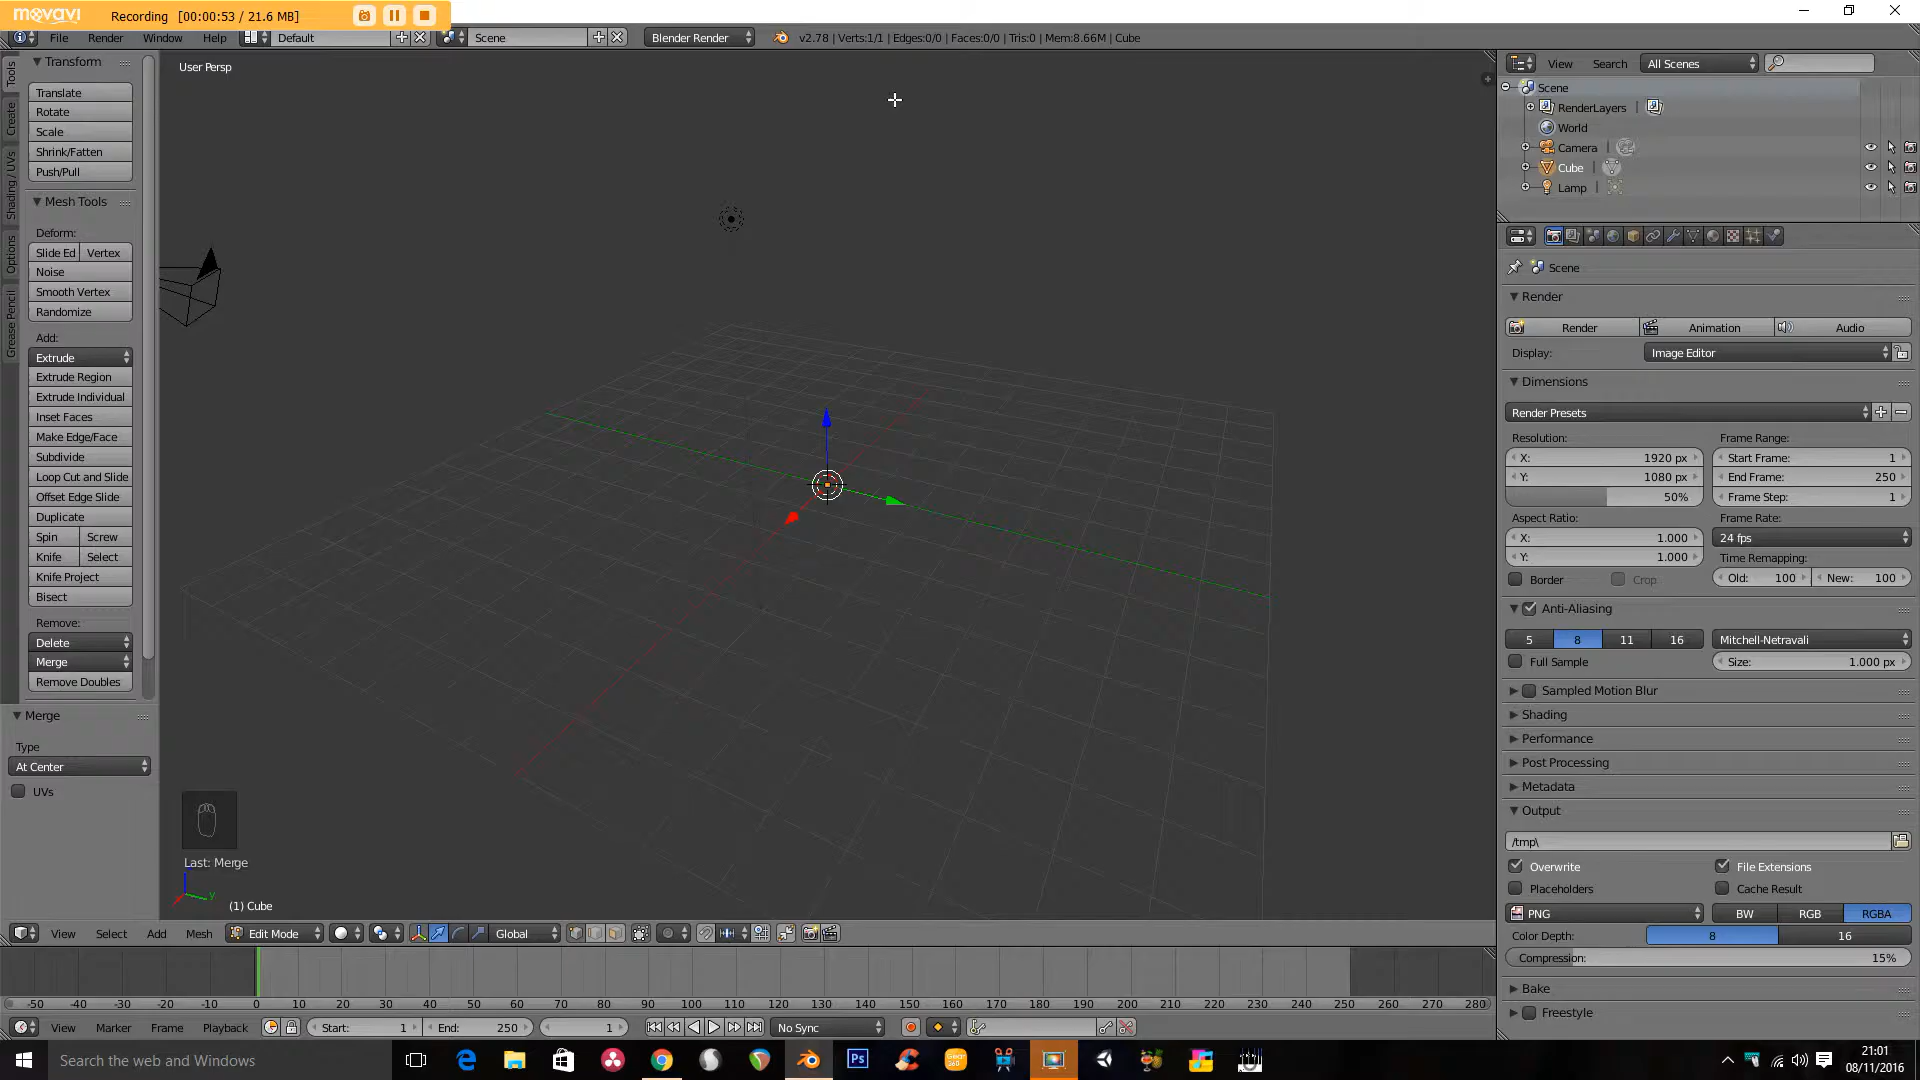 movavi Recording [00:00:53 / 21.6 MB]
File Render Window Help Default Scene Blender Render v2.78 | Verts:1/1 | Edges:0/0 | Faces:0/0 | Tris:0 | Mem:8.66M | Cube
Tools
Create
Shading / UVs
Options
Grease Pencil
Transform
Translate
Rotate
Scale
Shrink/Fatten
Push/Pull
Mesh Tools
Deform:
Slide Ed Vertex
Noise
Smooth Vertex
Randomize
Add:
Extrude
Extrude Region
Extrude Individual
Inset Faces
Make Edge/Face
Subdivide
Loop Cut and Slide
Offset Edge Slide
Duplicate
Spin Screw
Knife Select
Knife Project
Bisect
Remove:
Delete
Merge
Remove Doubles
Merge
Type
At Center
UVs
User Persp
Last: Merge
y
(1) Cube
View Select Add Mesh Edit Mode Global
-50 -40 -30 -20 -10 0 10 20 30 40 50 60 70 80 90 100 110 120 130 140 150 160 170 180 190 200 210 220 230 240 250 260 270 280
View Marker Frame Playback Start: 1 End: 250 1 No Sync
View Search All Scenes
Scene
RenderLayers |
World
Camera |
Cube |
Lamp |
Scene
Render
Render Animation Audio
Display: Image Editor
Dimensions
Render Presets
Resolution: Frame Range:
X: 1920 px Start Frame: 1
Y: 1080 px End Frame: 250
50% Frame Step: 1
Aspect Ratio: Frame Rate:
X: 1.000 24 fps
Y: 1.000 Time Remapping:
Border Crop Old: 100 New: 100
Anti-Aliasing
5 8 11 16 Mitchell-Netravali
Full Sample Size: 1.000 px
Sampled Motion Blur
Shading
Performance
Post Processing
Metadata
Output
/tmp\
Overwrite File Extensions
Placeholders Cache Result
PNG BW RGB RGBA
Color Depth: 8 16
Compression: 15%
Bake
Freestyle
Search the web and Windows
Ps
Gear 360
21:01
08/11/2016